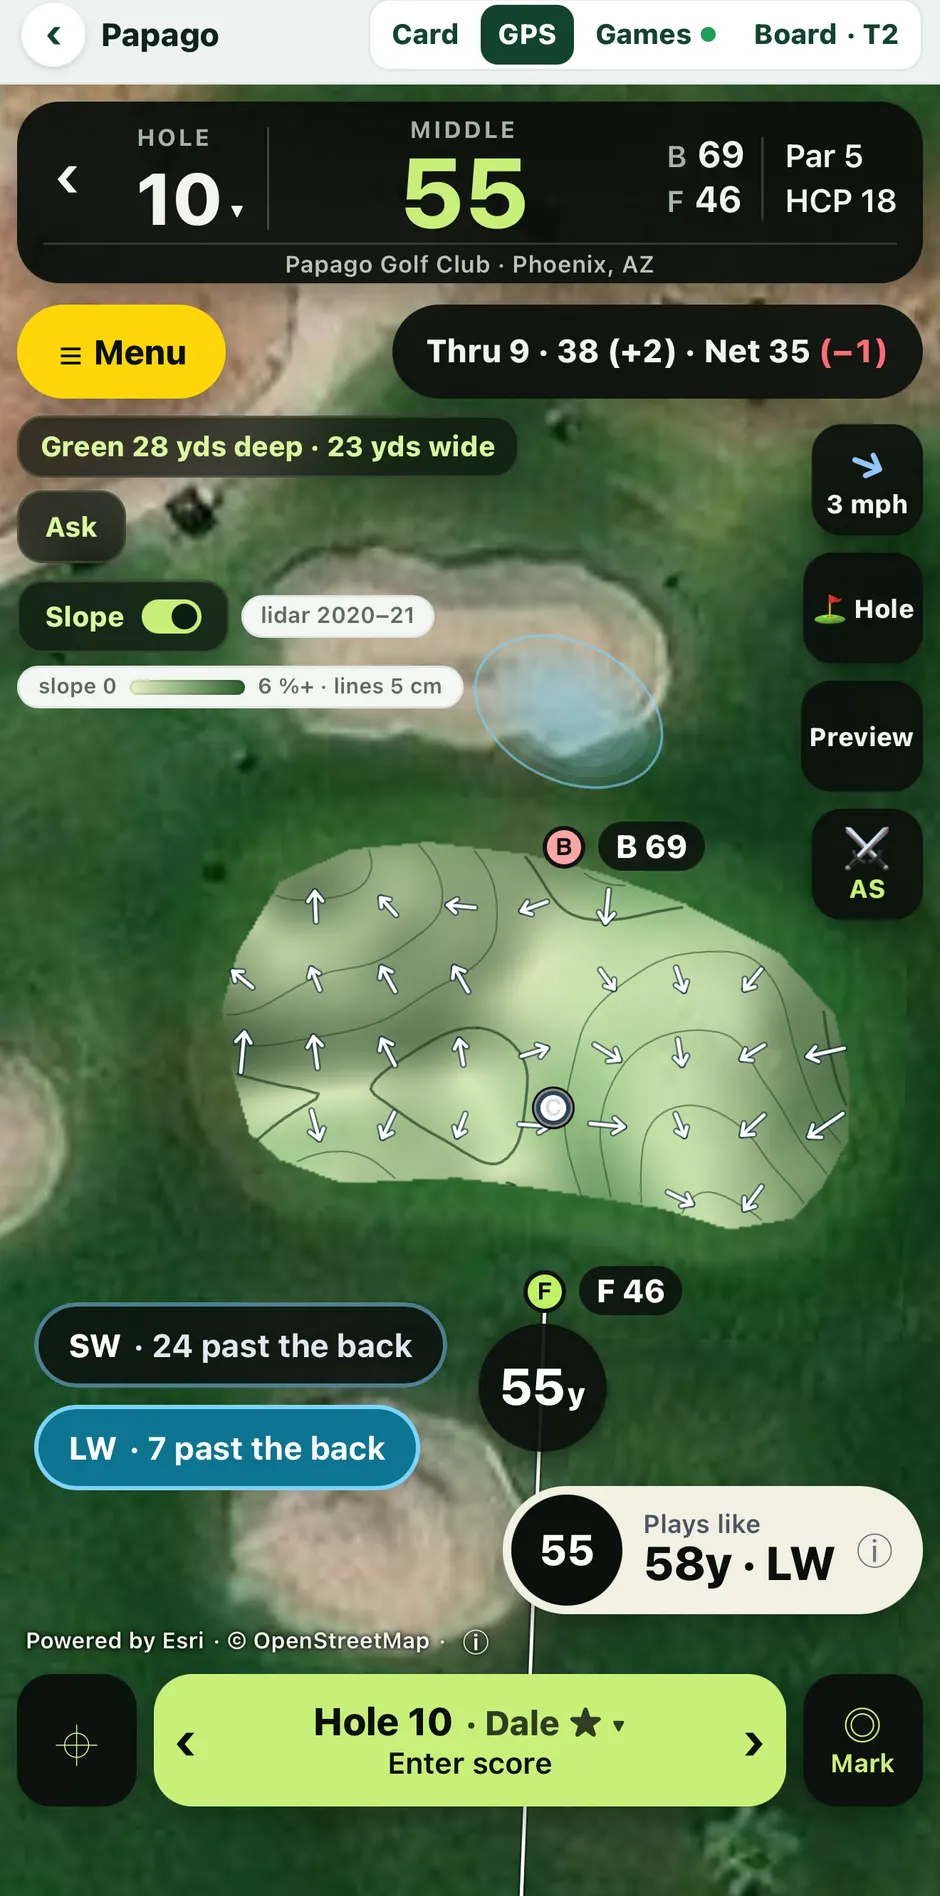 ‹ Papago Card GPS Games Board · T2
HOLE
‹ 10 ▾
MIDDLE
55
B 69
F 46
Par 5
HCP 18
Papago Golf Club · Phoenix, AZ
≡ Menu
Thru 9 · 38 (+2) · Net 35 (−1)
Green 28 yds deep · 23 yds wide
3 mph
Ask
Slope
lidar 2020–21
Hole
slope 0 6 %+ · lines 5 cm
Preview
B B 69
AS
C
F F 46
SW · 24 past the back
55y
LW · 7 past the back
55
Plays like
58y · LW ⓘ
Powered by Esri · © OpenStreetMap · ⓘ
‹ Hole 10 · Dale ★ ▾ ›
Enter score
Mark